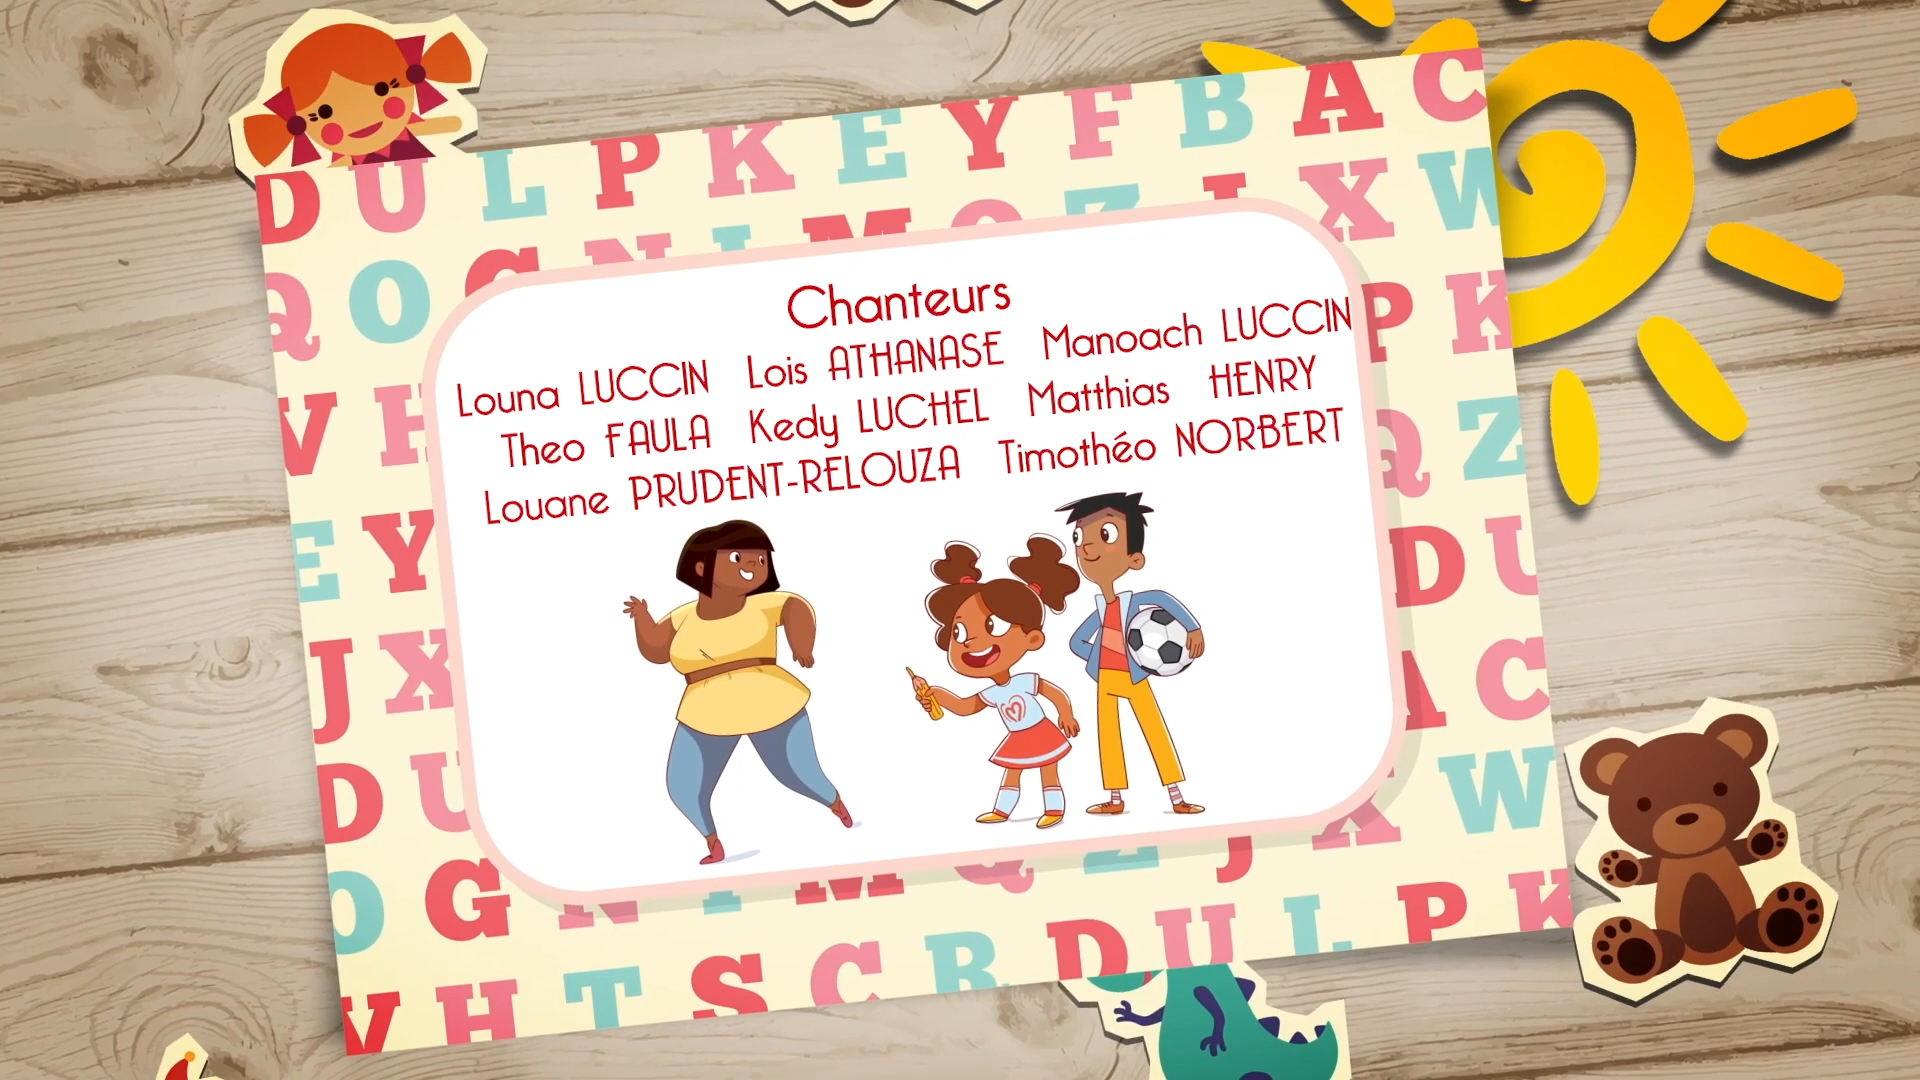 Chanteurs
Louna LUCCIN Lois ATHANASE Manoach LUCCIN
Theo FAULA Kedy LUCHEL Matthias HENRY
Louane PRUDENT-RELOUZA Timothéo NORBERT